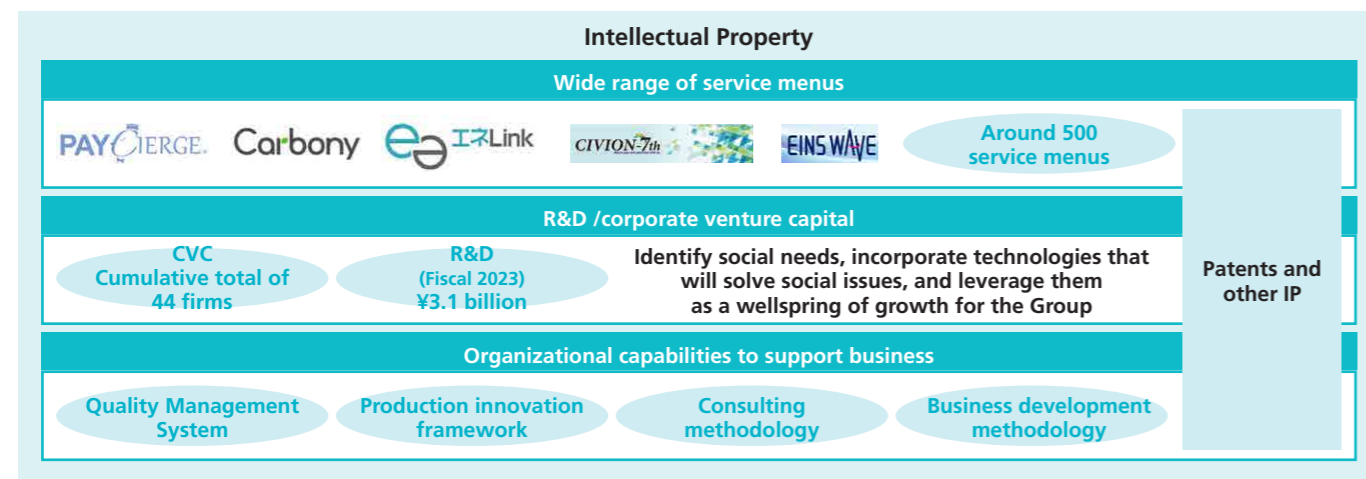 Intellectual Property
Wide range of service menus
PAYCIERGE.
Carbony
エネLink
CIVION-7th
EINS WAVE
Around 500
service menus
R&D /corporate venture capital
CVC
Cumulative total of
44 firms
R&D
(Fiscal 2023)
¥3.1 billion
Identify social needs, incorporate technologies that
will solve social issues, and leverage them
as a wellspring of growth for the Group
Patents and
other IP
Organizational capabilities to support business
Quality Management
System
Production innovation
framework
Consulting
methodology
Business development
methodology